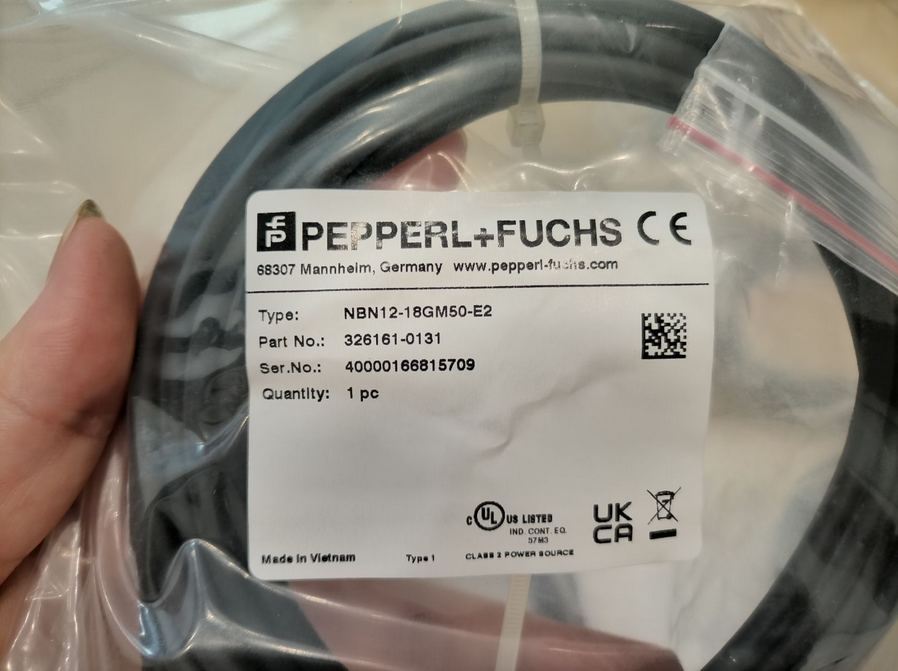 PEPPERL+FUCHS CE
68307 Mannheim, Germany www.pepperl-fuchs.com
Type: NBN12-18GM50-E2
Part No.: 326161-0131
Ser.No.: 40000166815709
Quantity: 1 pc
C UL US LISTED
IND. CONT. EQ.
57M3
UK
CA
Made in Vietnam Type 1 CLASS 2 POWER SOURCE